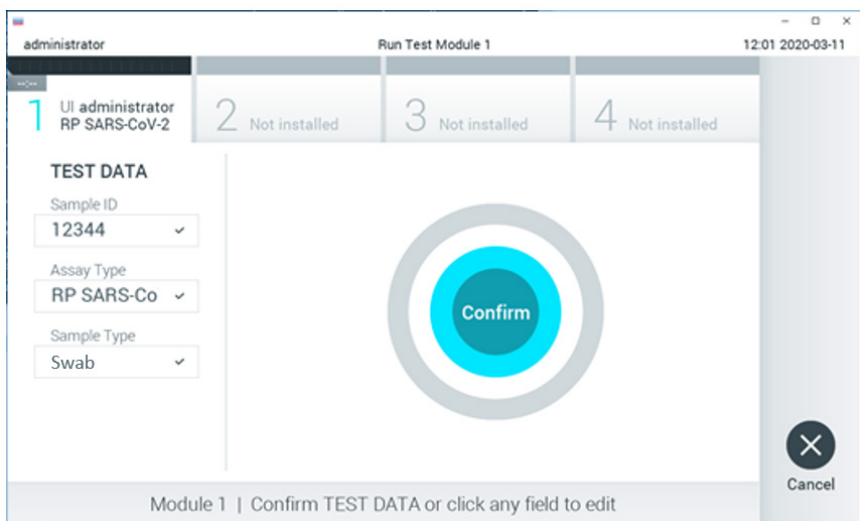 administrator Run Test Module 1 12:01 2020-03-11
--:--
1 UI administrator
RP SARS-CoV-2
2 Not installed
3 Not installed
4 Not installed
TEST DATA
Sample ID
12344
Assay Type
RP SARS-Co
Sample Type
Swab
Confirm
Cancel
Module 1 | Confirm TEST DATA or click any field to edit